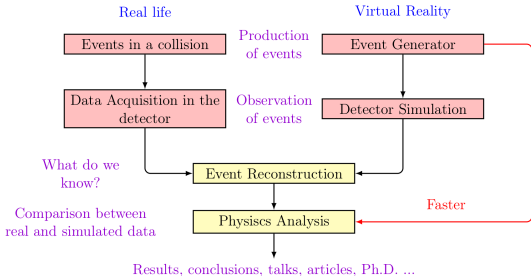 Real life
Virtual Reality
Events in a collision
Production
of events
Event Generator
Data Acquisition in the
detector
Observation
of events
Detector Simulation
What do we
know?
Event Reconstruction
Comparison between
real and simulated data
Physiscs Analysis
Faster
Results, conclusions, talks, articles, Ph.D. ...